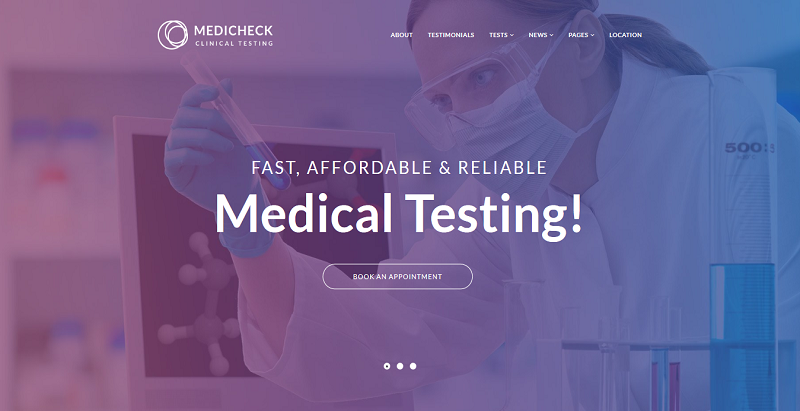 MEDICHECK
CLINICAL TESTING
ABOUT TESTIMONIALS TESTS NEWS PAGES LOCATION
FAST, AFFORDABLE & RELIABLE
Medical Testing!
BOOK AN APPOINTMENT
500